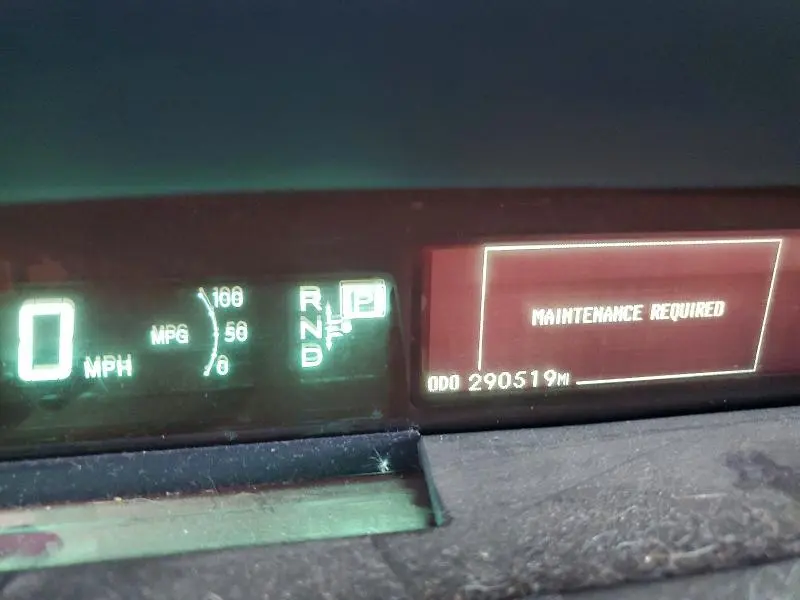 0 MPH
MPG
100
50
0
R
N
D
P
MAINTENANCE REQUIRED
ODO 290519MI